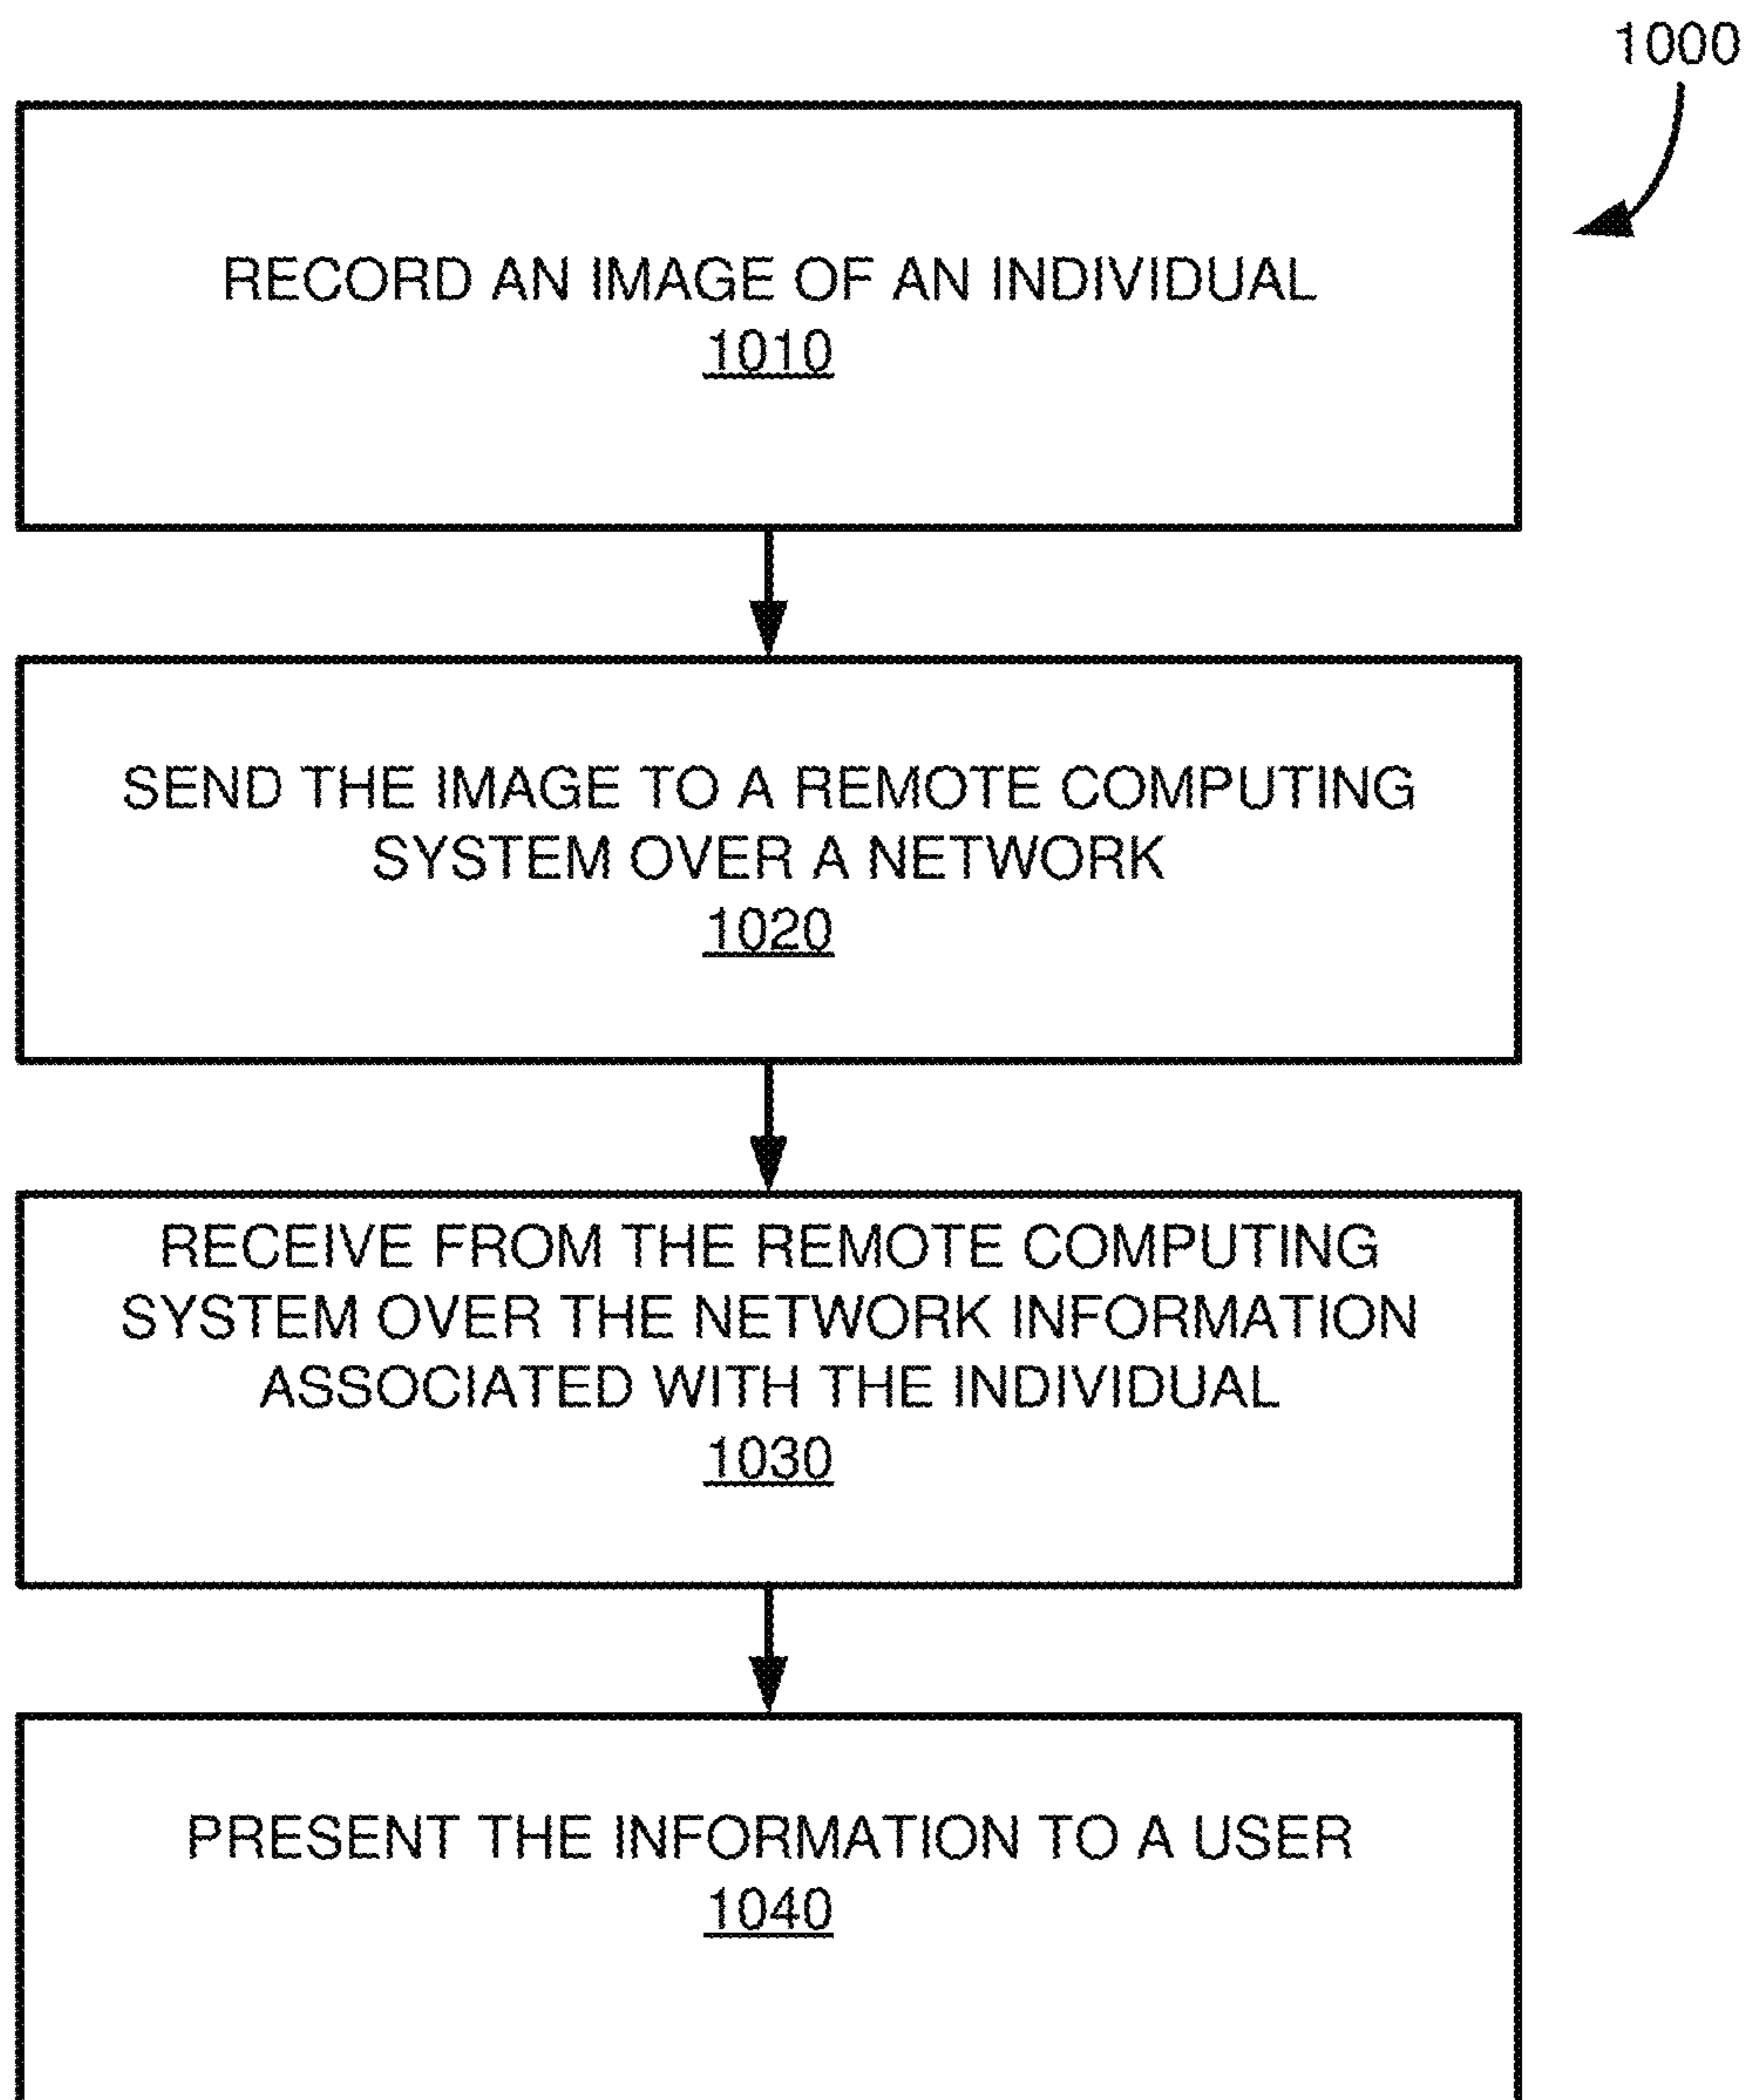 1000
RECORD AN IMAGE OF AN INDIVIDUAL
1010
SEND THE IMAGE TO A REMOTE COMPUTING
SYSTEM OVER A NETWORK
1020
RECEIVE FROM THE REMOTE COMPUTING
SYSTEM OVER THE NETWORK INFORMATION
ASSOCIATED WITH THE INDIVIDUAL
1030
PRESENT THE INFORMATION TO A USER
1040